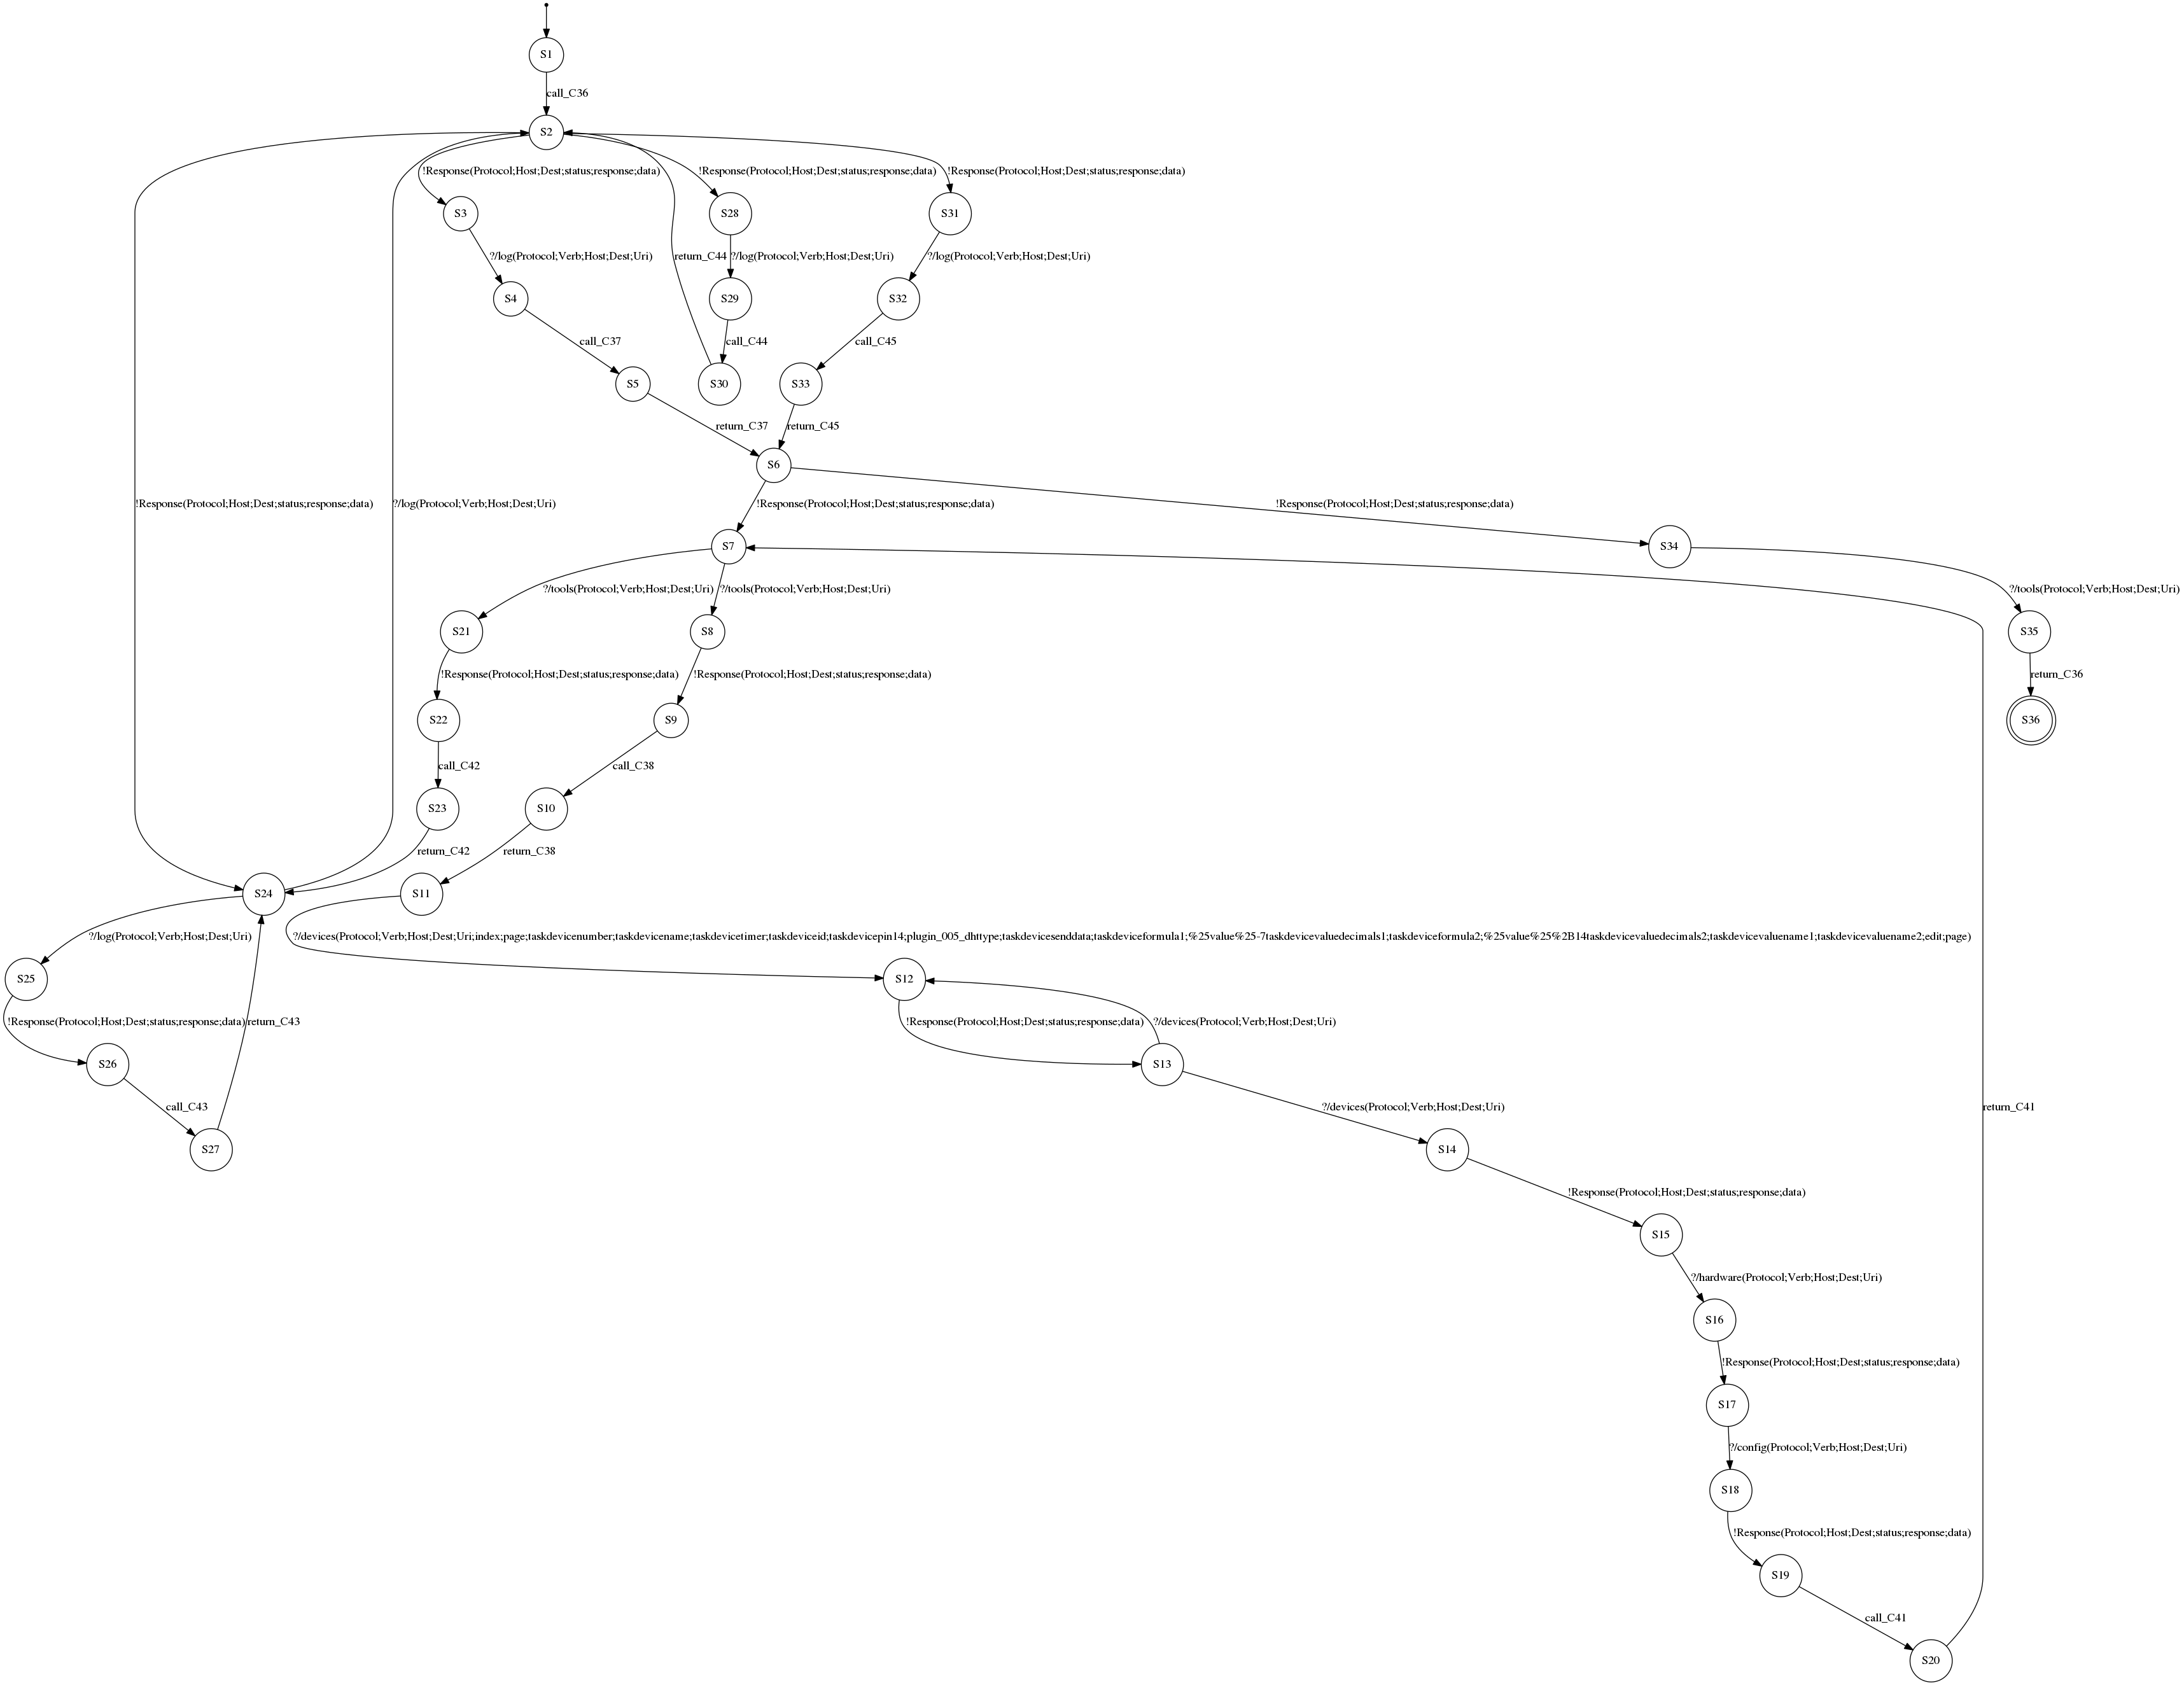 S1
call_C36
S2
!Response(Protocol;Host;Dest;status;response;data)
!Response(Protocol;Host;Dest;status;response;data)
!Response(Protocol;Host;Dest;status;response;data)
S3
S28
S31
?/log(Protocol;Verb;Host;Dest;Uri)
return_C44
?/log(Protocol;Verb;Host;Dest;Uri)
?/log(Protocol;Verb;Host;Dest;Uri)
S4
S29
S32
call_C37
call_C44
call_C45
S5
S30
S33
return_C37
return_C45
S6
!Response(Protocol;Host;Dest;status;response;data)
?/log(Protocol;Verb;Host;Dest;Uri)
!Response(Protocol;Host;Dest;status;response;data)
!Response(Protocol;Host;Dest;status;response;data)
S7
S34
?/tools(Protocol;Verb;Host;Dest;Uri)
?/tools(Protocol;Verb;Host;Dest;Uri)
?/tools(Protocol;Verb;Host;Dest;Uri)
S21
S8
S35
!Response(Protocol;Host;Dest;status;response;data)
!Response(Protocol;Host;Dest;status;response;data)
return_C36
S22
S9
S36
call_C42
call_C38
S23
S10
return_C42
return_C38
S24
S11
?/log(Protocol;Verb;Host;Dest;Uri)
?/devices(Protocol;Verb;Host;Dest;Uri;index;page;taskdevicenumber;taskdevicename;taskdevicetimer;taskdeviceid;taskdevicepin14;plugin_005_dhttype;taskdevicesenddata;taskdeviceformula1;%25value%25-7taskdevicevaluedecimals1;taskdeviceformula2;%25value%25%2B14taskdevicevaluedecimals2;taskdevicevaluename1;taskdevicevaluename2;edit;page)
S25
S12
!Response(Protocol;Host;Dest;status;response;data)
return_C43
!Response(Protocol;Host;Dest;status;response;data)
?/devices(Protocol;Verb;Host;Dest;Uri)
S26
S13
call_C43
?/devices(Protocol;Verb;Host;Dest;Uri)
return_C41
S27
S14
!Response(Protocol;Host;Dest;status;response;data)
S15
?/hardware(Protocol;Verb;Host;Dest;Uri)
S16
!Response(Protocol;Host;Dest;status;response;data)
S17
?/config(Protocol;Verb;Host;Dest;Uri)
S18
!Response(Protocol;Host;Dest;status;response;data)
S19
call_C41
S20